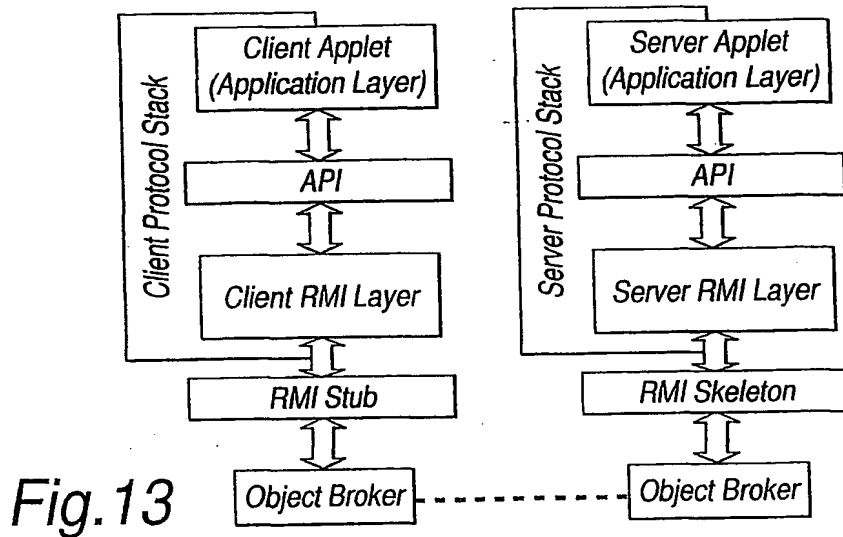 Client Protocol Stack
Client Applet
(Application Layer)
API
Client RMI Layer
RMI Stub
Object Broker
Server Protocol Stack
Server Applet
(Application Layer)
API
Server RMI Layer
RMI Skeleton
Object Broker
Fig.13